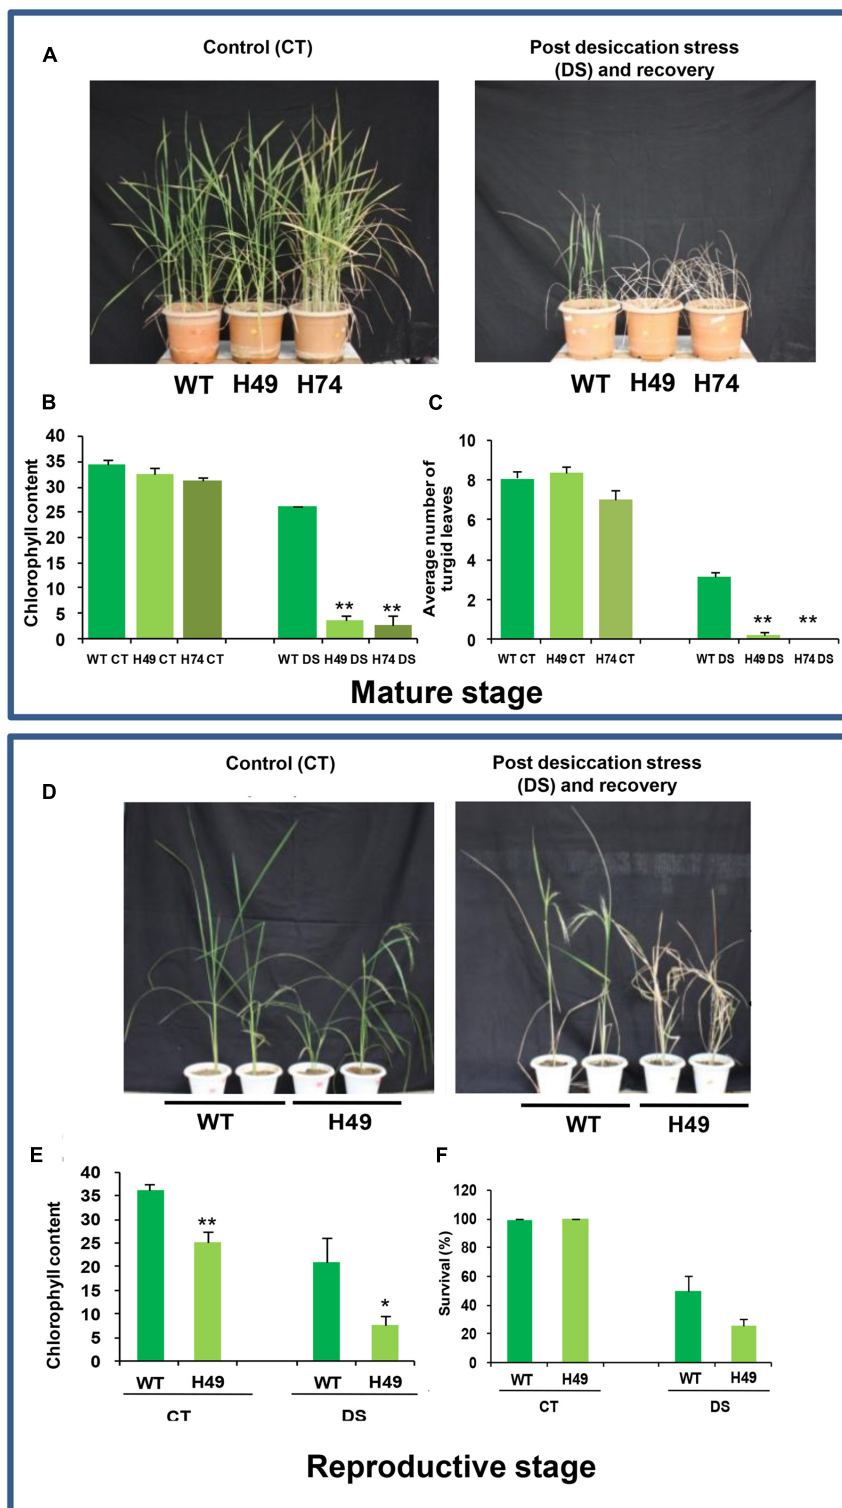 A
Control (CT)
Post desiccation stress
(DS) and recovery
WT H49 H74
WT H49 H74
B
Chlorophyll content
40
35
30
25
20
15
10
5
0
** **
WT CT H49 CT H74 CT WT DS H49 DS H74 DS
C
Average number of
turgid leaves
10
8
6
4
2
0
** **
WT CT H49 CT H74 CT WT DS H49 DS H74 DS
Mature stage
D
Control (CT)
Post desiccation stress
(DS) and recovery
WT H49
WT H49
E
Chlorophyll content
40
35
30
25
20
15
10
5
0
**
*
WT H49 WT H49
CT DS
F
Survival (%)
120
100
80
60
40
20
0
WT H49 WT H49
CT DS
Reproductive stage